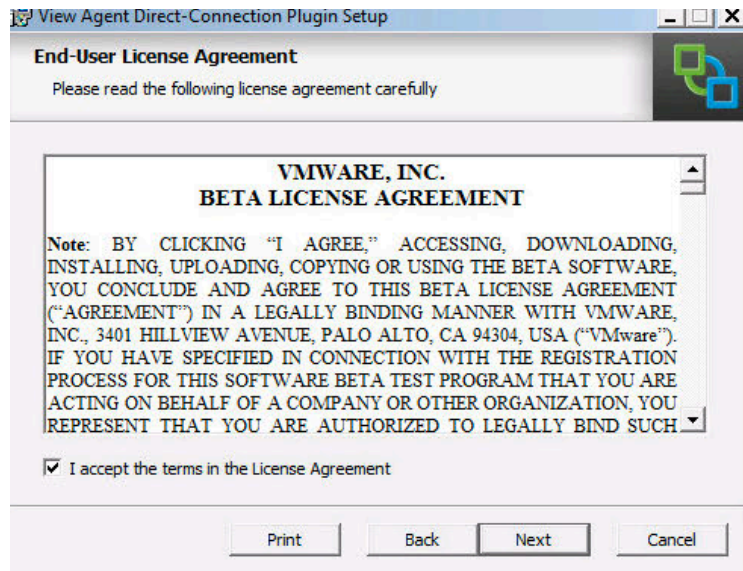 View Agent Direct-Connection Plugin Setup
End-User License Agreement
Please read the following license agreement carefully
VMWARE, INC.
BETA LICENSE AGREEMENT
Note: BY CLICKING “I AGREE,” ACCESSING, DOWNLOADING,
INSTALLING, UPLOADING, COPYING OR USING THE BETA SOFTWARE,
YOU CONCLUDE AND AGREE TO THIS BETA LICENSE AGREEMENT
(“AGREEMENT”) IN A LEGALLY BINDING MANNER WITH VMWARE,
INC., 3401 HILLVIEW AVENUE, PALO ALTO, CA 94304, USA (“VMware”).
IF YOU HAVE SPECIFIED IN CONNECTION WITH THE REGISTRATION
PROCESS FOR THIS SOFTWARE BETA TEST PROGRAM THAT YOU ARE
ACTING ON BEHALF OF A COMPANY OR OTHER ORGANIZATION, YOU
REPRESENT THAT YOU ARE AUTHORIZED TO LEGALLY BIND SUCH
I accept the terms in the License Agreement
Print Back Next Cancel